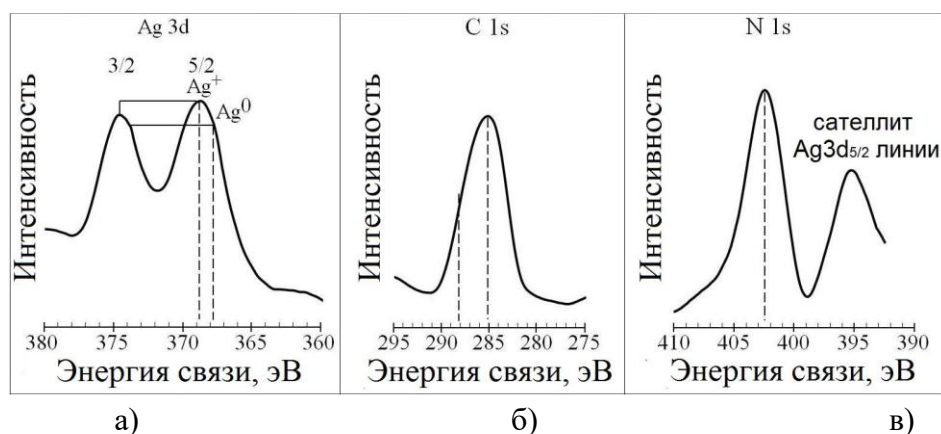 Ag 3d
3/2 5/2
Ag+
Ag0
Интенсивность
380 375 370 365 360
Энергия связи, эВ
а)
C 1s
Интенсивность
295 290 285 280 275
Энергия связи, эВ
б)
N 1s
сателлит
Ag3d5/2 линии
Интенсивность
410 405 400 395 390
Энергия связи, эВ
в)